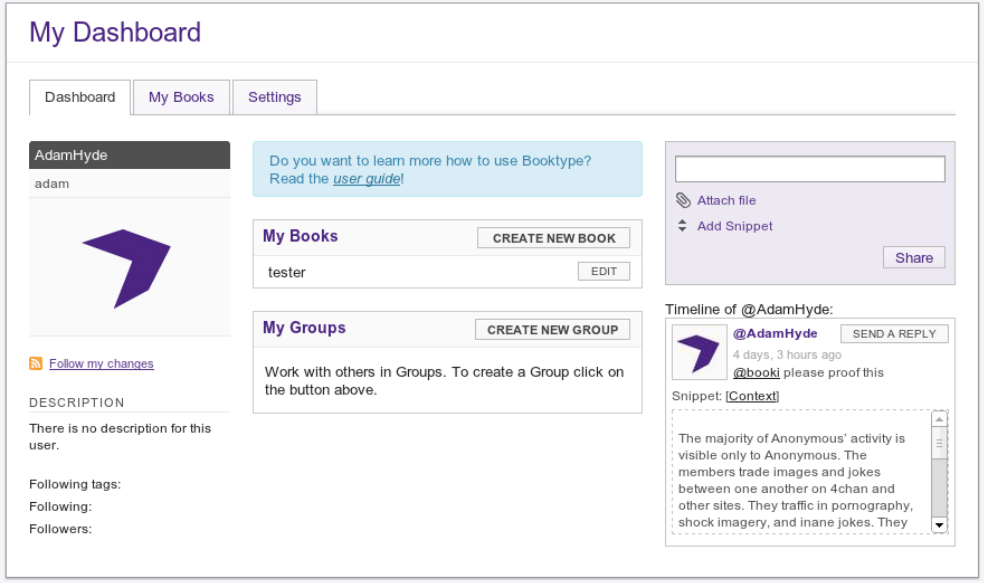 My Dashboard
Dashboard
My Books
Settings
AdamHyde
adam
Follow my changes
DESCRIPTION
There is no description for this
user.
Following tags:
Following:
Followers:
Do you want to learn more how to use Booktype?
Read the user guide!
My Books
CREATE NEW BOOK
tester
EDIT
My Groups
CREATE NEW GROUP
Work with others in Groups. To create a Group click on
the button above.
Attach file
Add Snippet
Share
Timeline of @AdamHyde:
@AdamHyde
SEND A REPLY
4 days, 3 hours ago
@booki please proof this
Snippet: [Context]
The majority of Anonymous' activity is
visible only to Anonymous. The
members trade images and jokes
between one another on 4chan and
other sites. They traffic in pornography,
shock imagery, and inane jokes. They